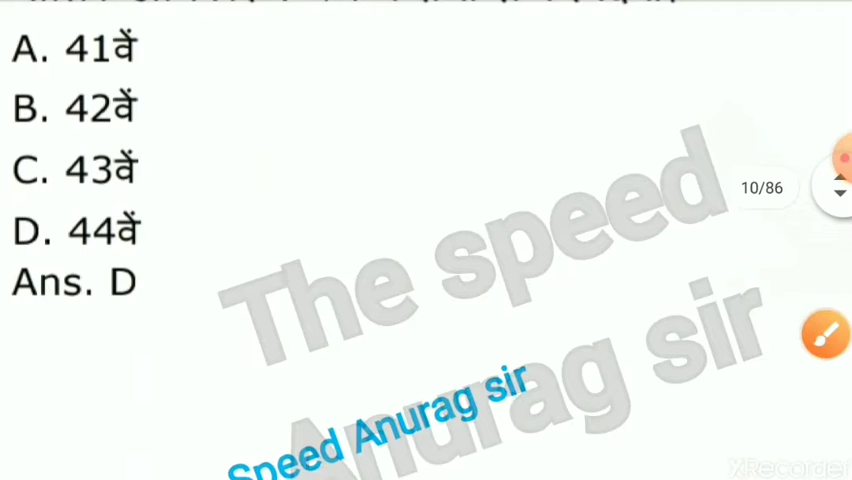 A. 41वें
B. 42वें
C. 43वें
D. 44वें
Ans. D
10/86
The speed
Anurag sir
Speed Anurag sir
XRecorder